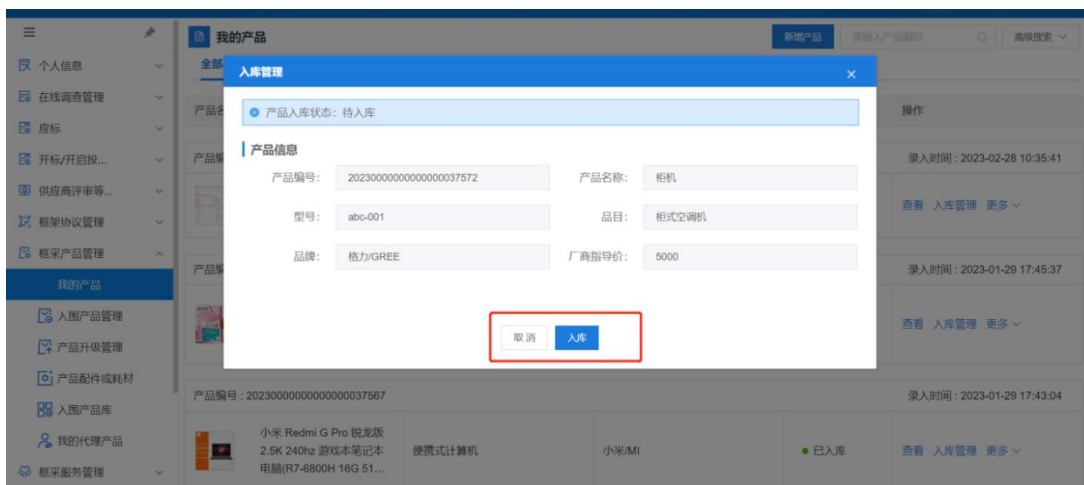 我的产品
新增产品
请输入产品编码
高级搜索
个人信息
在线调查管理
应标
开标/开启投...
供应商评审等...
框架协议管理
框采产品管理
我的产品
入围产品管理
产品升级管理
产品配件或耗材
入围产品库
我的代理产品
框采服务管理
全部
产品名
操作
入库管理
产品入库状态：待入库
产品信息
产品编号： 20230000000000000037572 产品名称： 柜机
型号： abc-001 品目： 柜式空调机
品牌： 格力/GREE 厂商指导价： 5000
取消 入库
产品编
录入时间：2023-02-28 10:35:41
查看 入库管理 更多
产品编
录入时间：2023-01-29 17:45:37
查看 入库管理 更多
产品编号：20230000000000000037567
录入时间：2023-01-29 17:43:04
小米 Redmi G Pro 锐龙版
2.5K 240hz 游戏本笔记本
电脑(R7-6800H 16G 51...
便携式计算机
小米/MI
已入库
查看 入库管理 更多